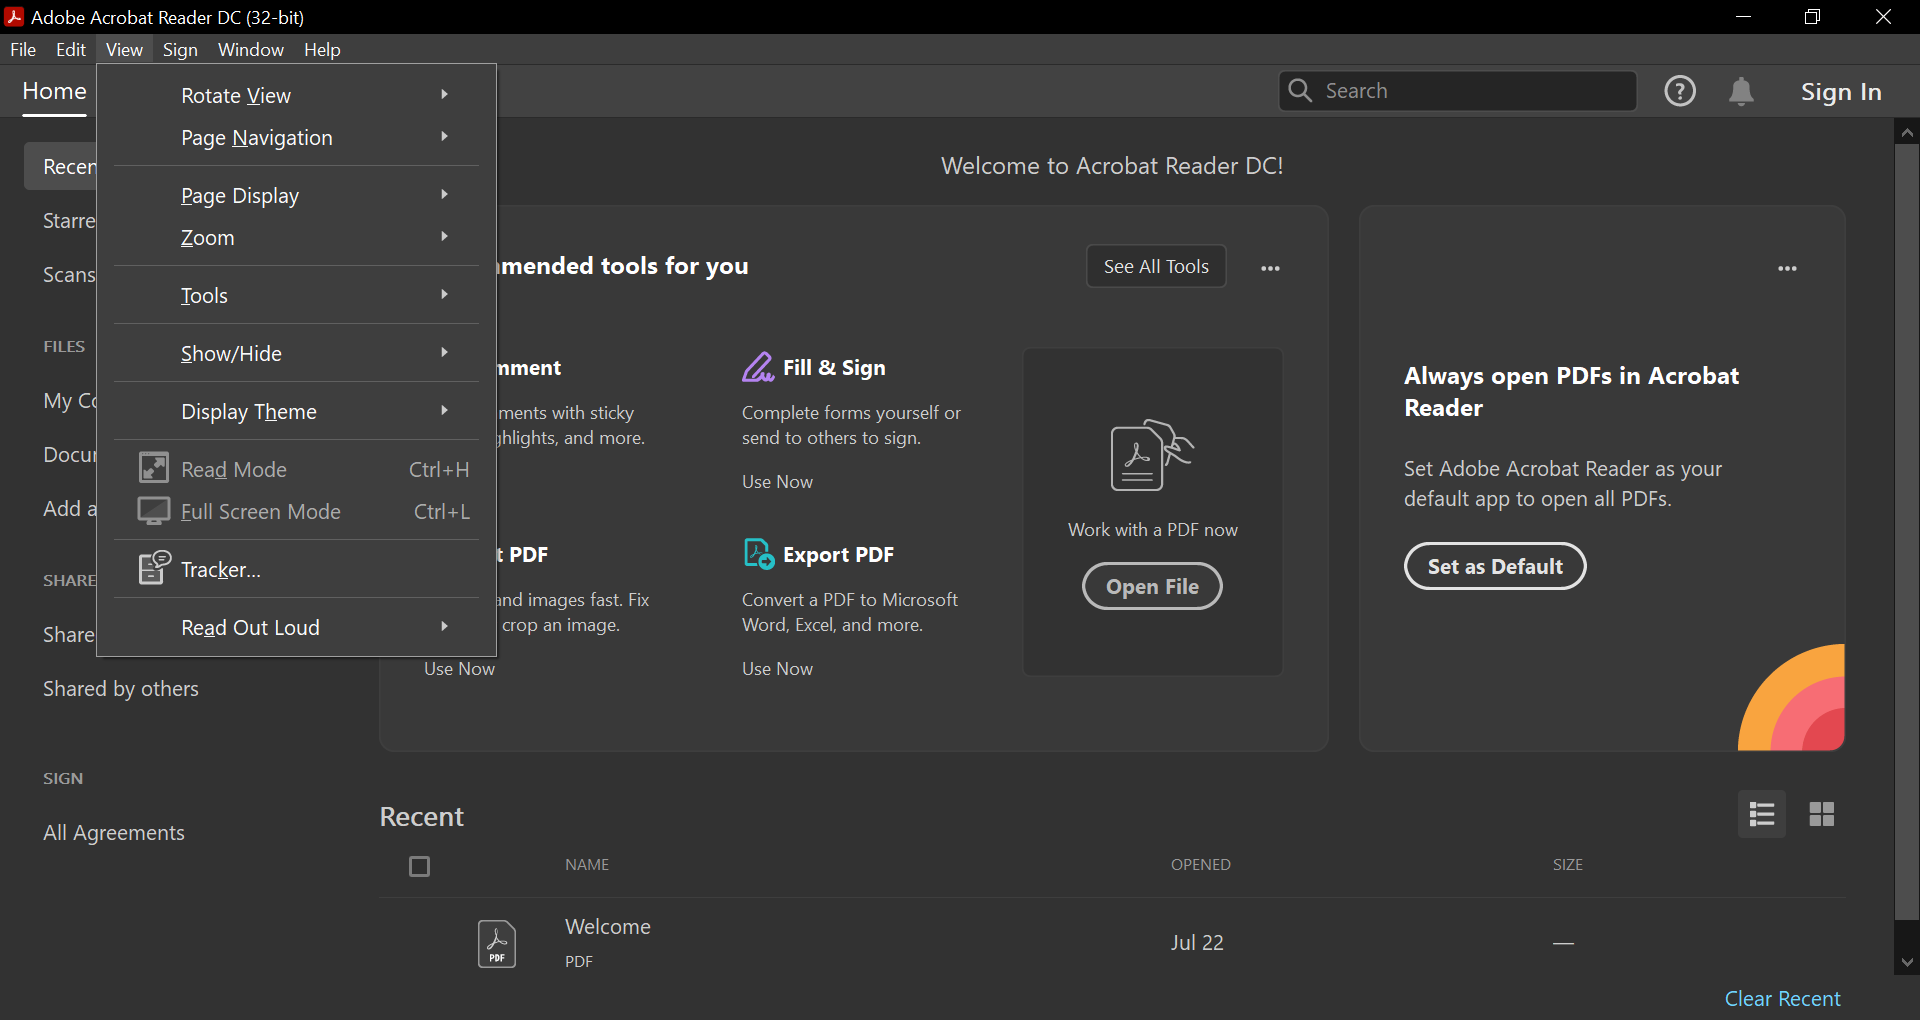 Adobe Acrobat Reader DC (32-bit)
File Edit View Sign Window Help
Home
Search
Sign In
Rotate View
Page Navigation
Page Display
Zoom
Tools
Show/Hide
Display Theme
Read Mode Ctrl+H
Full Screen Mode Ctrl+L
Tracker...
Read Out Loud
Recen
Starre
Scans
FILES
My Co
Docur
Add a
SHARE
Share
Shared by others
SIGN
All Agreements
Welcome to Acrobat Reader DC!
mmended tools for you
See All Tools
mment
ments with sticky
ghlights, and more.
Fill & Sign
Complete forms yourself or
send to others to sign.
Use Now
t PDF
and images fast. Fix
crop an image.
Use Now
Export PDF
Convert a PDF to Microsoft
Word, Excel, and more.
Use Now
Work with a PDF now
Open File
Always open PDFs in Acrobat
Reader
Set Adobe Acrobat Reader as your
default app to open all PDFs.
Set as Default
Recent
NAME OPENED SIZE
PDF
Welcome
PDF
Jul 22 —
Clear Recent